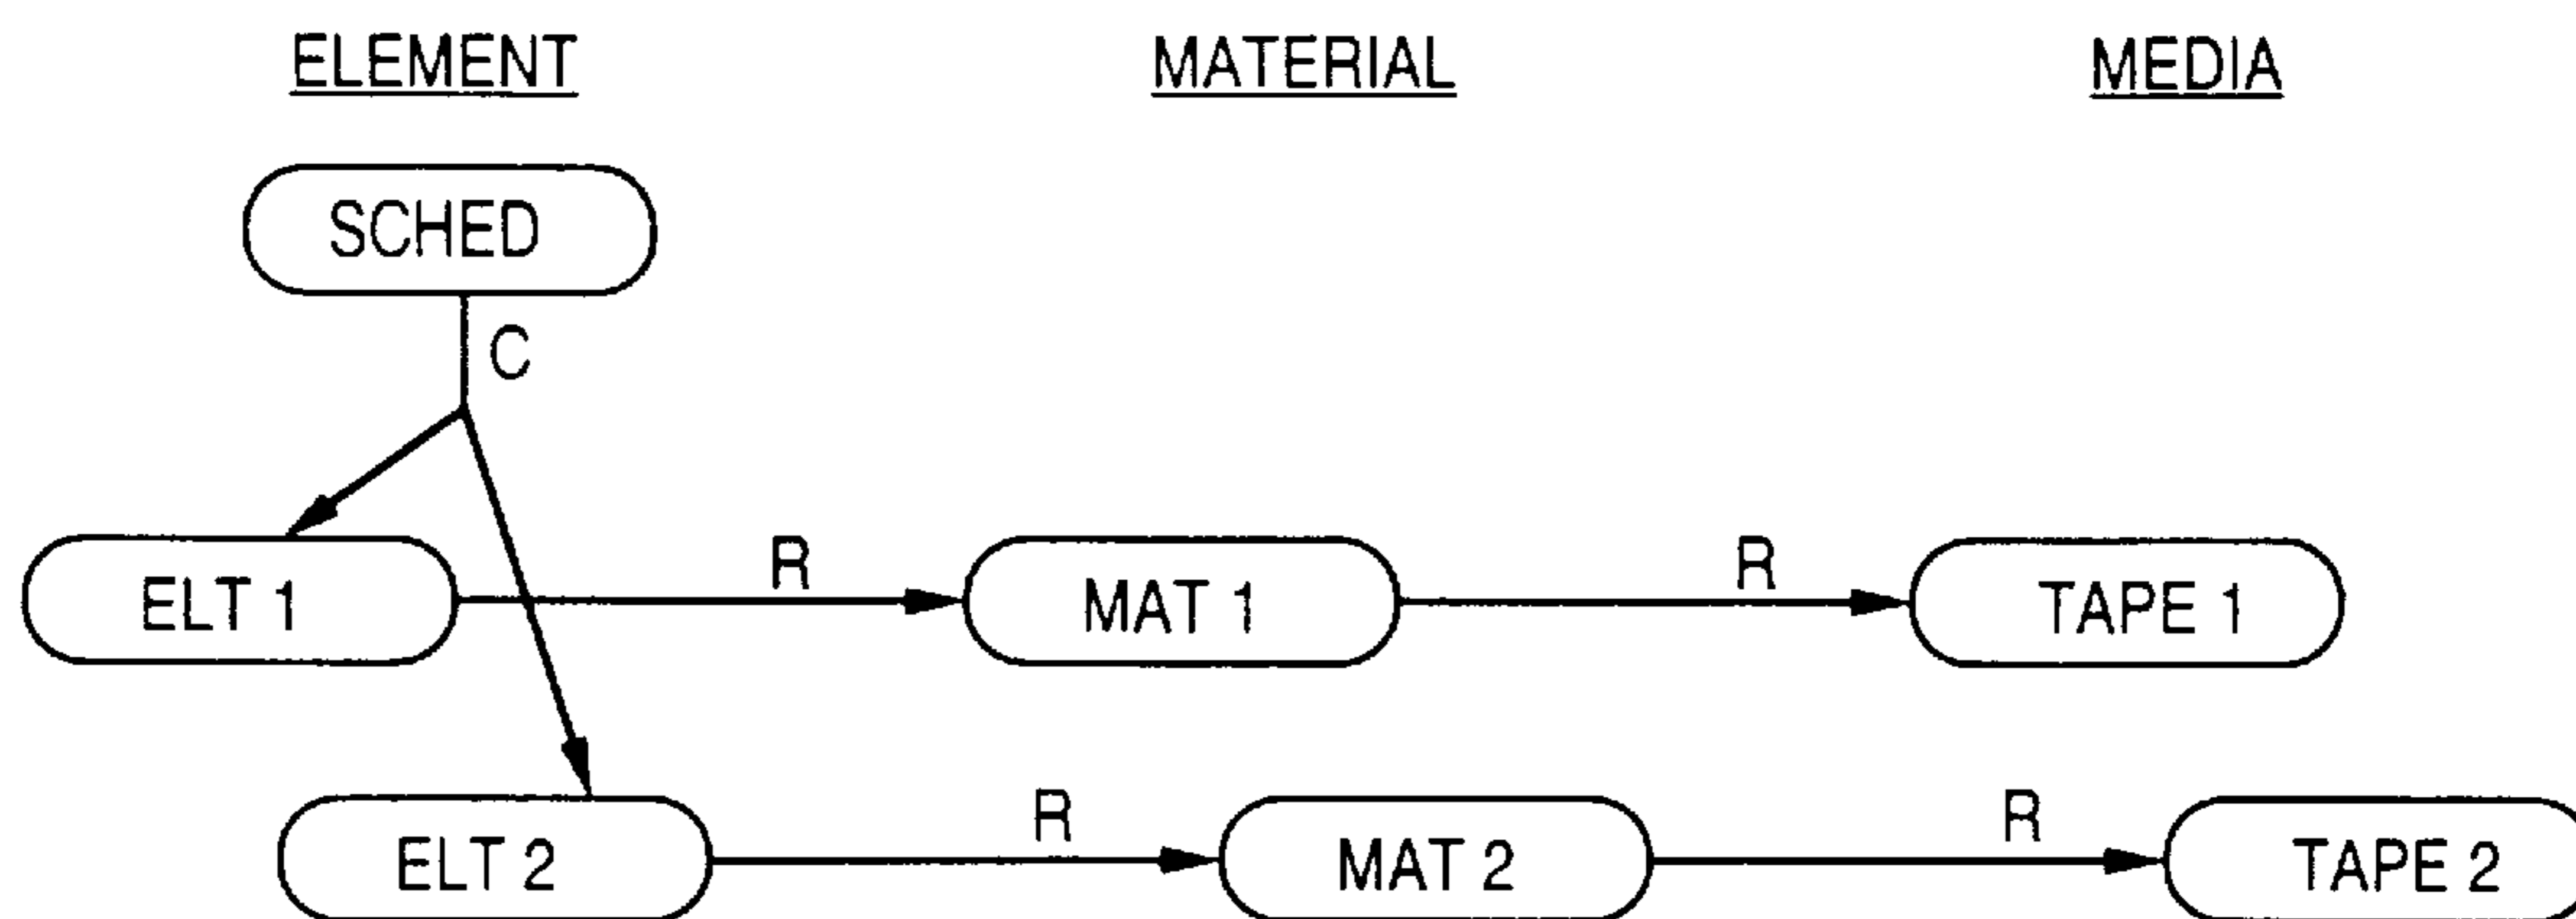 ELEMENT MATERIAL MEDIA
SCHED
C
R R
ELT 1 MAT 1 TAPE 1
R R
ELT 2 MAT 2 TAPE 2